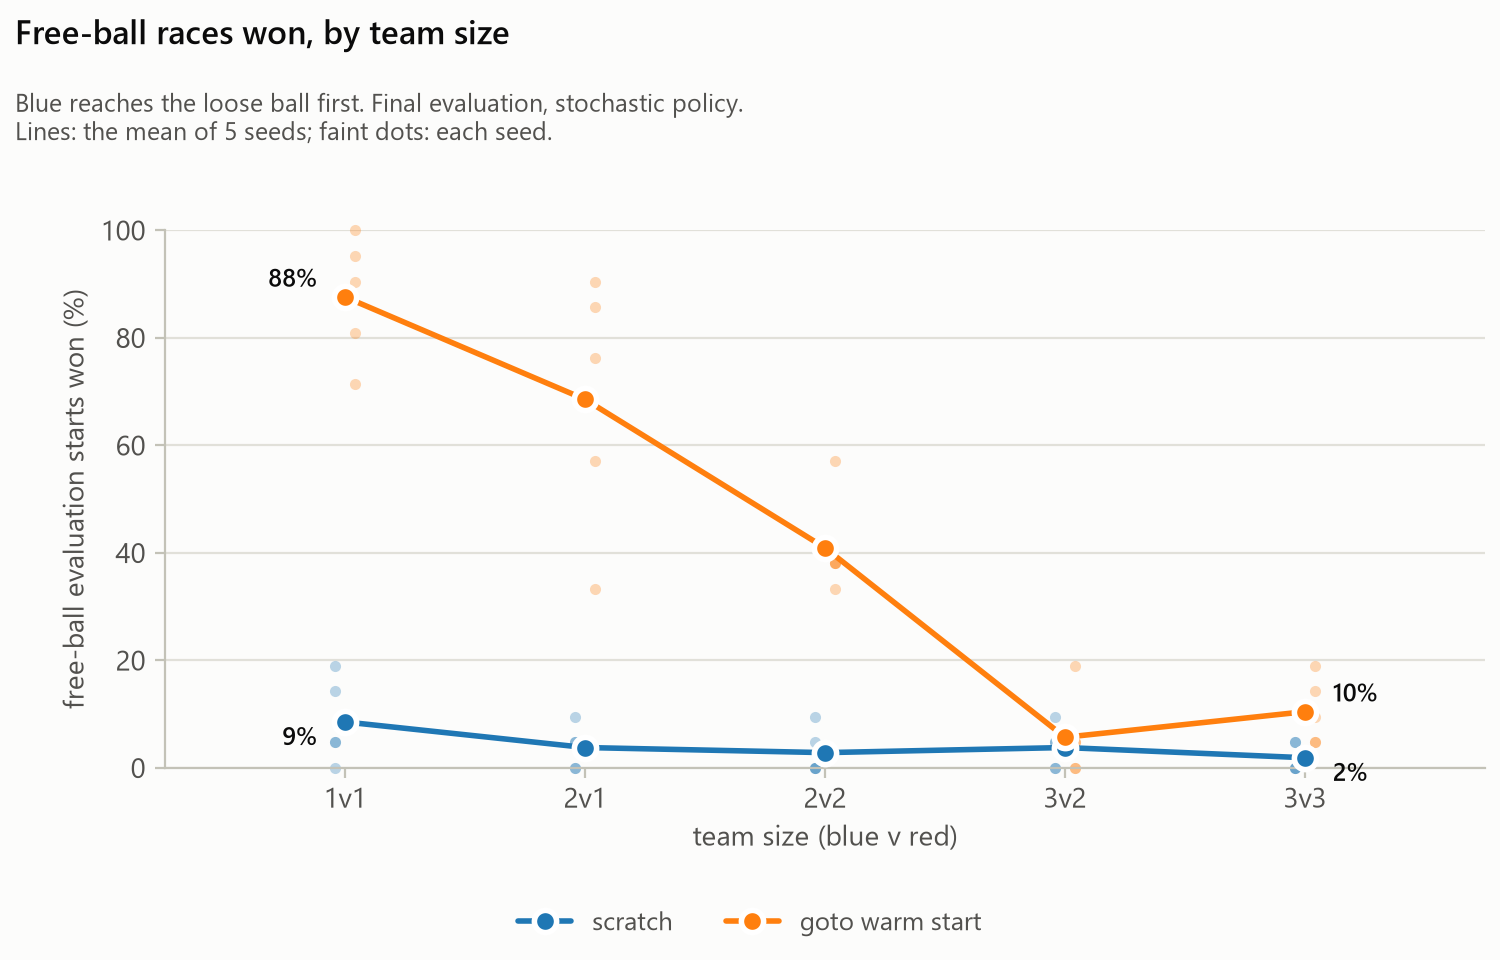 Free-ball races won, by team size
Blue reaches the loose ball first. Final evaluation, stochastic policy.
Lines: the mean of 5 seeds; faint dots: each seed.
free-ball evaluation starts won (%)
100
80
60
40
20
0
88%
9%
10%
2%
1v1
2v1
2v2
3v2
3v3
team size (blue v red)
scratch
goto warm start